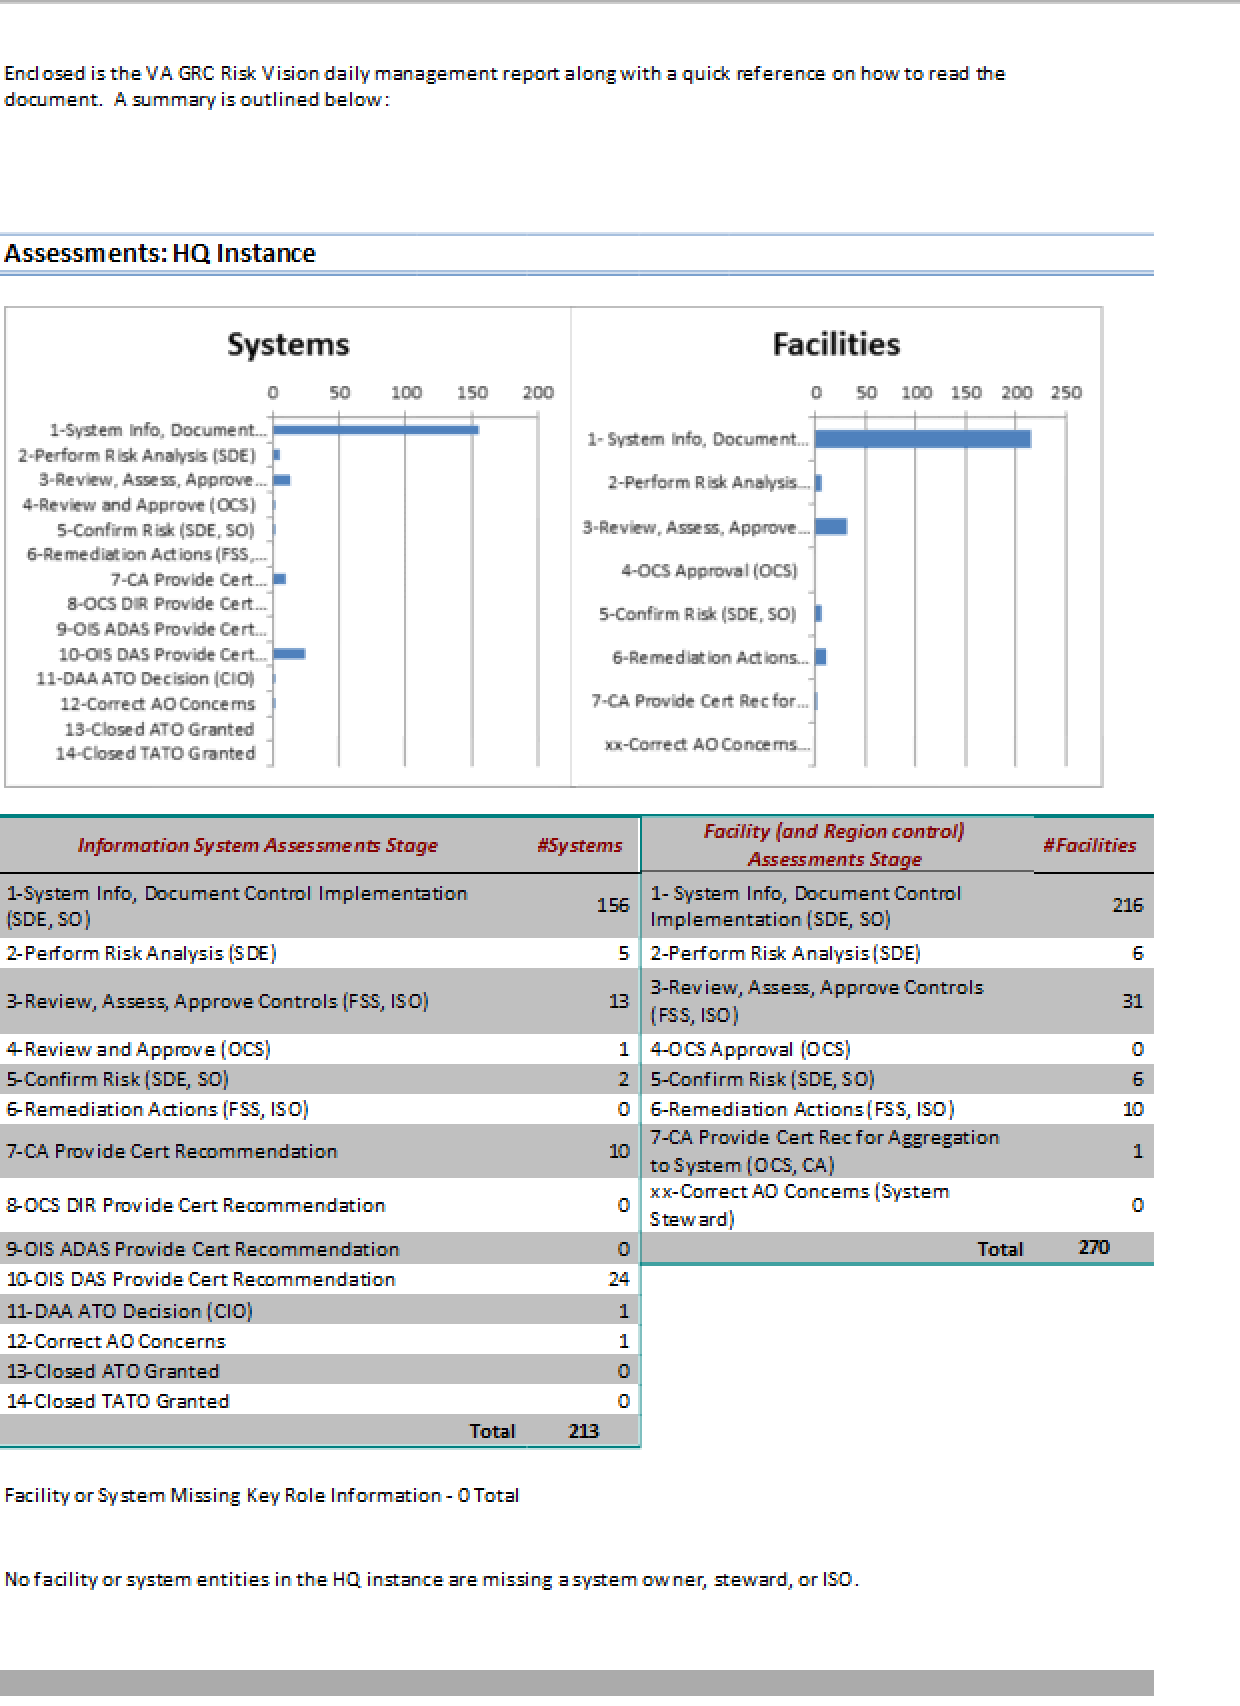 Enclosed is the VA GRC Risk Vision daily management report along with a quick reference on how to read the
document.  A summary is outlined below:
Assessments: HQ Instance
Systems
0 50 100 150 200
1-System Info, Document...
2-Perform Risk Analysis (SDE)
3-Review, Assess, Approve...
4-Review and Approve (OCS)
5-Confirm Risk (SDE, SO)
6-Remediation Actions (FSS,...
7-CA Provide Cert...
8-OCS DIR Provide Cert...
9-OIS ADAS Provide Cert...
10-OIS DAS Provide Cert...
11-DAA ATO Decision (CIO)
12-Correct AO Concerns
13-Closed ATO Granted
14-Closed TATO Granted
Facilities
0 50 100 150 200 250
1- System Info, Document...
2-Perform Risk Analysis...
3-Review, Assess, Approve...
4-OCS Approval (OCS)
5-Confirm Risk (SDE, SO)
6-Remediation Actions...
7-CA Provide Cert Rec for...
xx-Correct AO Concerns...
Information System Assessments Stage #Systems
1-System Info, Document Control Implementation
(SDE, SO) 156
2-Perform Risk Analysis (SDE) 5
3-Review, Assess, Approve Controls (FSS, ISO) 13
4-Review and Approve (OCS) 1
5-Confirm Risk (SDE, SO) 2
6-Remediation Actions (FSS, ISO) 0
7-CA Provide Cert Recommendation 10
8-OCS DIR Provide Cert Recommendation 0
9-OIS ADAS Provide Cert Recommendation 0
10-OIS DAS Provide Cert Recommendation 24
11-DAA ATO Decision (CIO) 1
12-Correct AO Concerns 1
13-Closed ATO Granted 0
14-Closed TATO Granted 0
Total 213
Facility (and Region control)
Assessments Stage #Facilities
1- System Info, Document Control
Implementation (SDE, SO) 216
2-Perform Risk Analysis (SDE) 6
3-Review, Assess, Approve Controls
(FSS, ISO) 31
4-OCS Approval (OCS) 0
5-Confirm Risk (SDE, SO) 6
6-Remediation Actions (FSS, ISO) 10
7-CA Provide Cert Rec for Aggregation
to System (OCS, CA) 1
xx-Correct AO Concerns (System
Steward) 0
Total 270
Facility or System Missing Key Role Information - 0 Total
No facility or system entities in the HQ instance are missing a system owner, steward, or ISO.